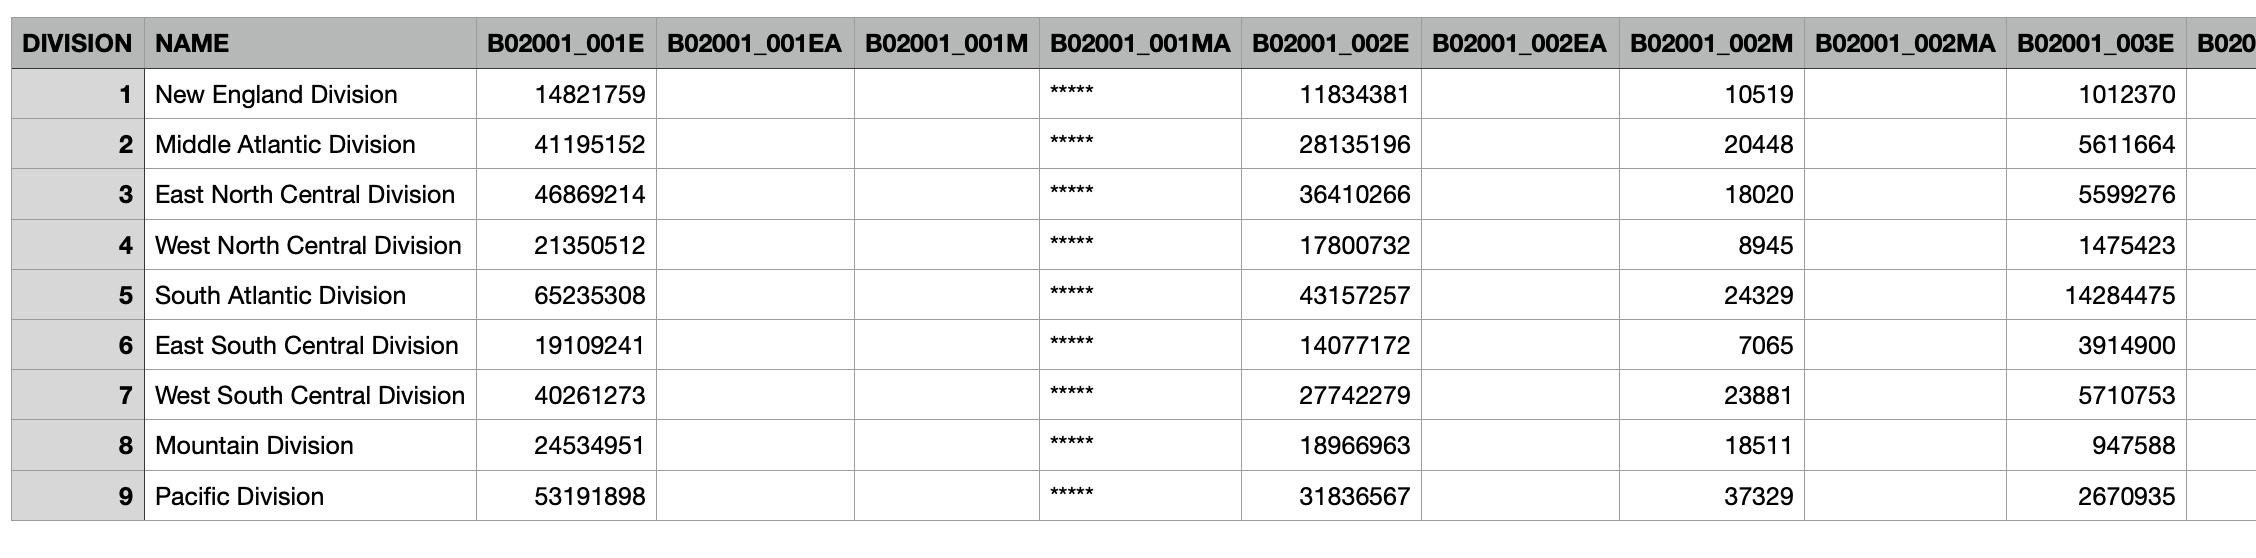 DIVISION NAME B02001_001E B02001_001EA B02001_001M B02001_001MA B02001_002E B02001_002EA B02001_002M B02001_002MA B02001_003E B020
1 New England Division 14821759 ***** 11834381 10519 1012370
2 Middle Atlantic Division 41195152 ***** 28135196 20448 5611664
3 East North Central Division 46869214 ***** 36410266 18020 5599276
4 West North Central Division 21350512 ***** 17800732 8945 1475423
5 South Atlantic Division 65235308 ***** 43157257 24329 14284475
6 East South Central Division 19109241 ***** 14077172 7065 3914900
7 West South Central Division 40261273 ***** 27742279 23881 5710753
8 Mountain Division 24534951 ***** 18966963 18511 947588
9 Pacific Division 53191898 ***** 31836567 37329 2670935